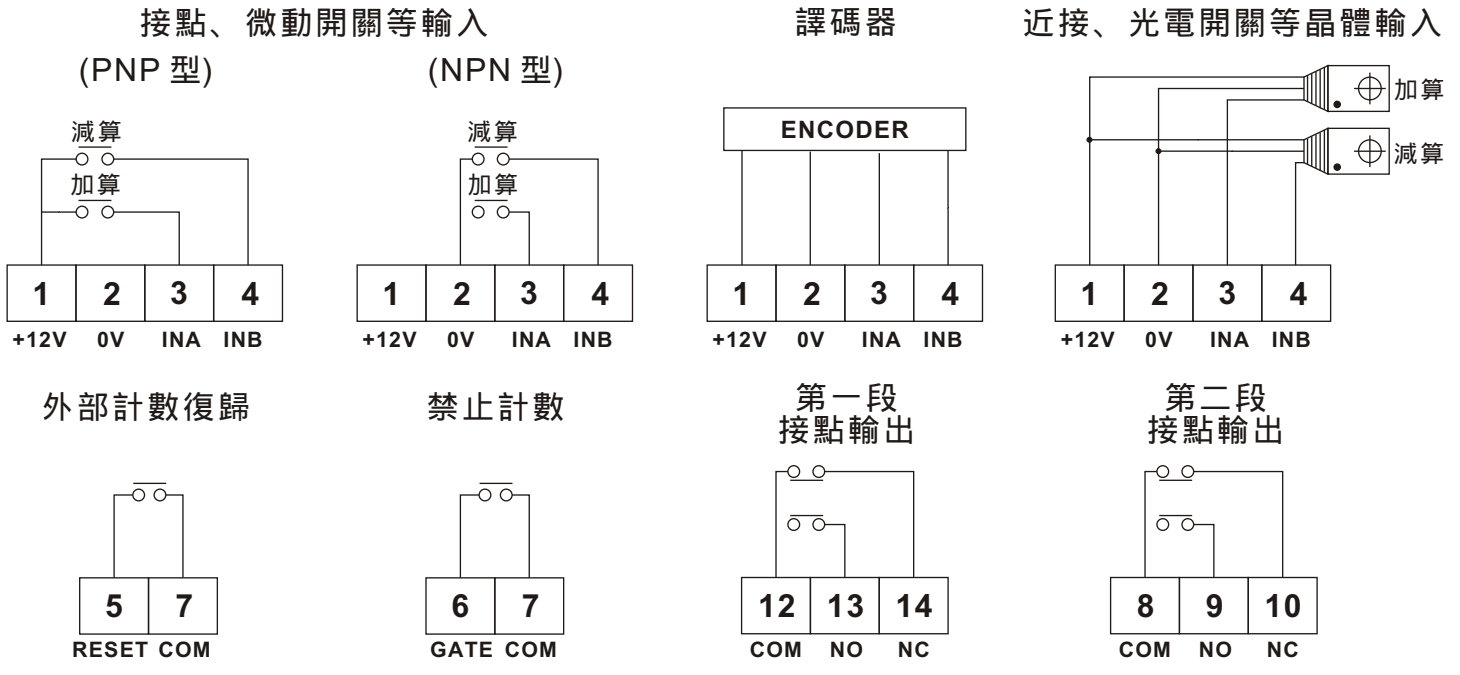 接點、微動開關等輸入
(PNP 型)
減算
加算
1 2 3 4
+12V 0V INA INB
(NPN 型)
減算
加算
1 2 3 4
+12V 0V INA INB
譯碼器
ENCODER
1 2 3 4
+12V 0V INA INB
近接、光電開關等晶體輸入
加算
減算
1 2 3 4
+12V 0V INA INB
外部計數復歸
5 7
RESET COM
禁止計數
6 7
GATE COM
第一段
接點輸出
12 13 14
COM NO NC
第二段
接點輸出
8 9 10
COM NO NC